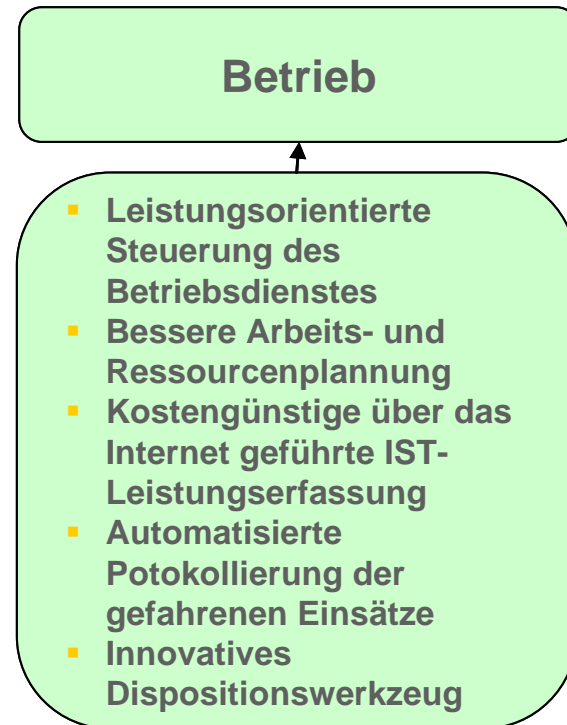 Betrieb
▪ Leistungsorientierte
Steuerung des
Betriebsdienstes
▪ Bessere Arbeits- und
Ressourcenplannung
▪ Kostengünstige über das
Internet geführte IST-
Leistungserfassung
▪ Automatisierte
Potokollierung der
gefahrenen Einsätze
▪ Innovatives
Dispositionswerkzeug